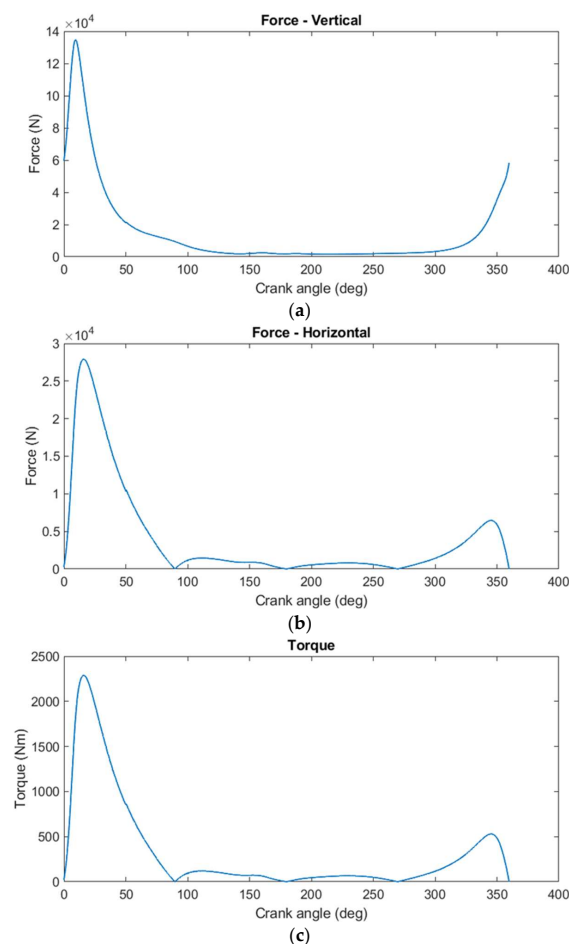 Force - Vertical
×10⁴
14
12
10
8
6
4
2
0
Force (N)
0 50 100 150 200 250 300 350 400
Crank angle (deg)
(a)
Force - Horizontal
×10⁴
3
2.5
2
1.5
1
0.5
0
Force (N)
0 50 100 150 200 250 300 350 400
Crank angle (deg)
(b)
Torque
2500
2000
1500
1000
500
0
Torque (Nm)
0 50 100 150 200 250 300 350 400
Crank angle (deg)
(c)